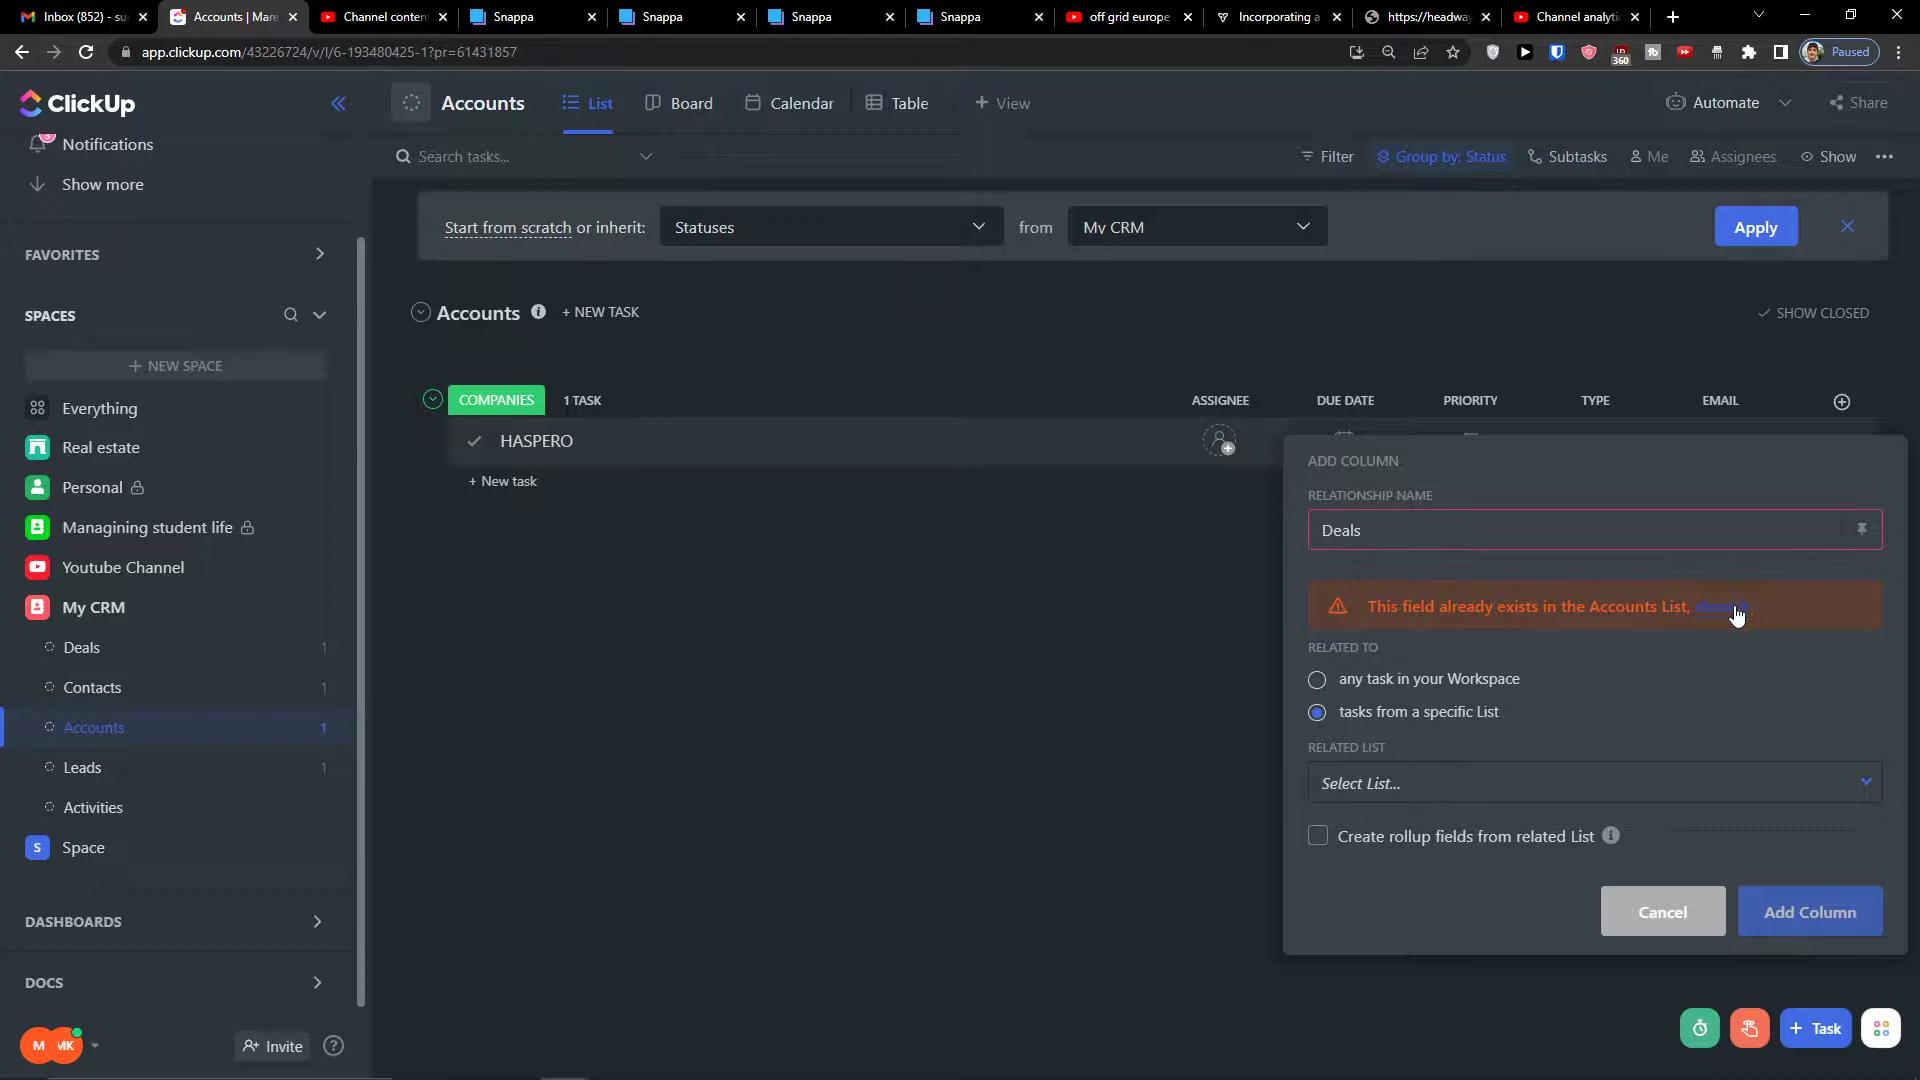 Inbox (852) - su
Accounts | Mare
Channel conten
Snappa
Snappa
Snappa
Snappa
off grid europe
Incorporating a
https://headway
Channel analyti
app.clickup.com/43226724/v/l/6-193480425-1?pr=61431857
360
Paused
ClickUp
Accounts
List
Board
Calendar
Table
+ View
Automate
Share
Notifications
Show more
Search tasks...
Filter
Group by: Status
Subtasks
Me
Assignees
Show
Start from scratch or inherit:
Statuses
from
My CRM
Apply
FAVORITES
SPACES
+ NEW SPACE
Everything
Real estate
Personal
Managining student life
Youtube Channel
My CRM
Deals 1
Contacts 1
Accounts 1
Leads 1
Activities
S Space
DASHBOARDS
DOCS
M MK
Invite
?
Accounts
+ NEW TASK
SHOW CLOSED
COMPANIES
1 TASK
ASSIGNEE
DUE DATE
PRIORITY
TYPE
EMAIL
HASPERO
+ New task
ADD COLUMN
RELATIONSHIP NAME
Deals
This field already exists in the Accounts List,
RELATED TO
any task in your Workspace
tasks from a specific List
RELATED LIST
Select List...
Create rollup fields from related List
Cancel
Add Column
+ Task